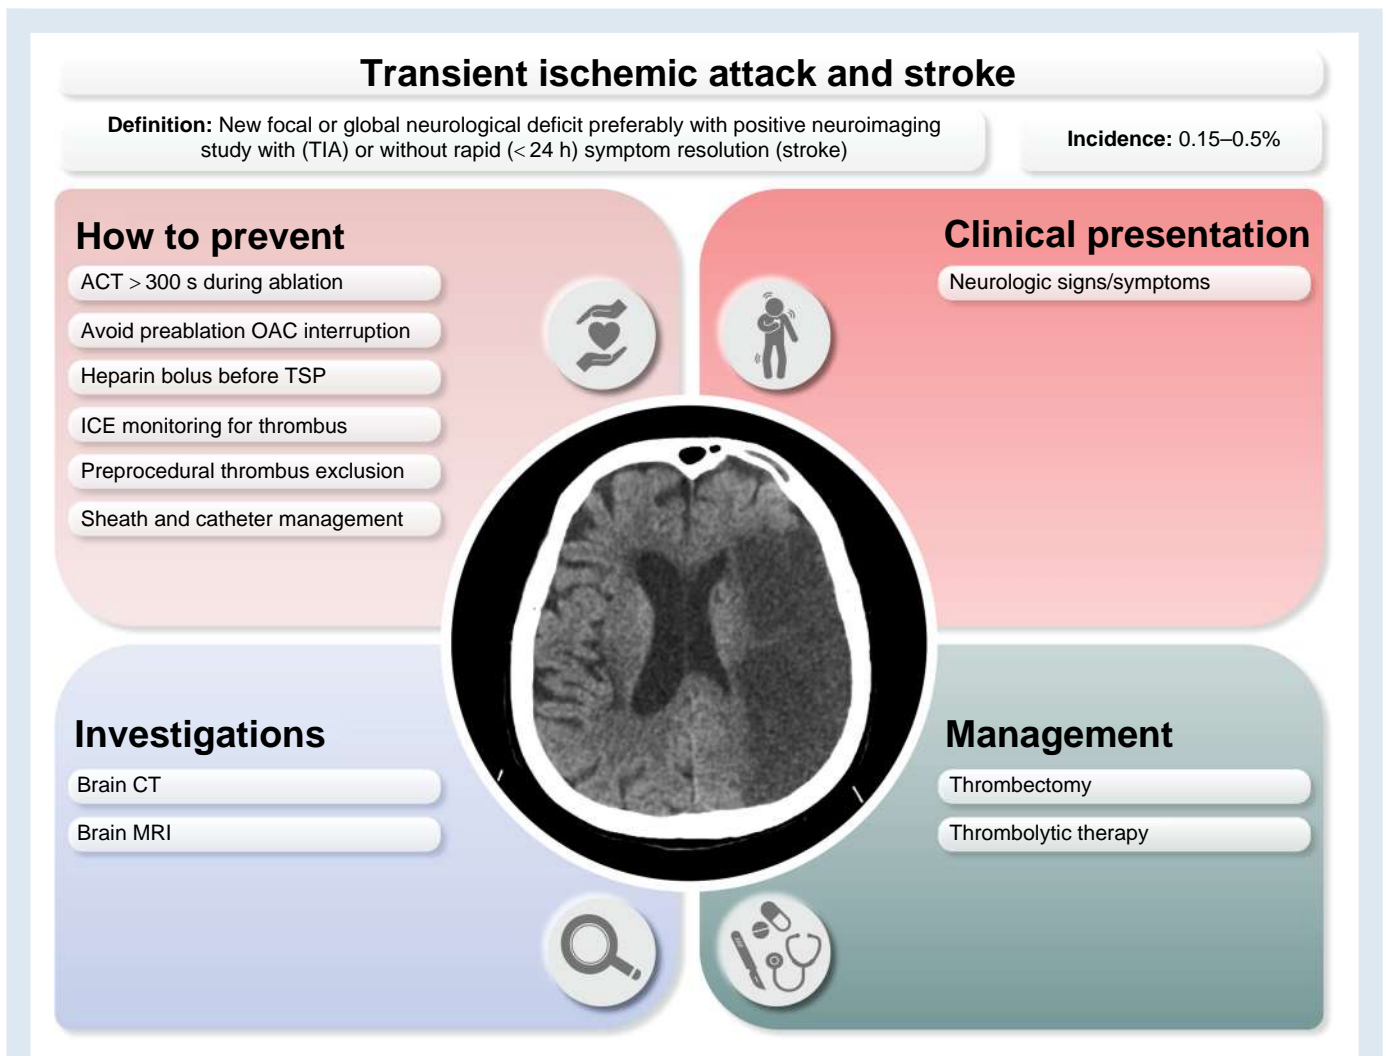 Transient ischemic attack and stroke
Definition: New focal or global neurological deficit preferably with positive neuroimaging
study with (TIA) or without rapid (< 24 h) symptom resolution (stroke)
Incidence: 0.15–0.5%
How to prevent
ACT > 300 s during ablation
Avoid preablation OAC interruption
Heparin bolus before TSP
ICE monitoring for thrombus
Preprocedural thrombus exclusion
Sheath and catheter management
Clinical presentation
Neurologic signs/symptoms
Investigations
Brain CT
Brain MRI
Management
Thrombectomy
Thrombolytic therapy